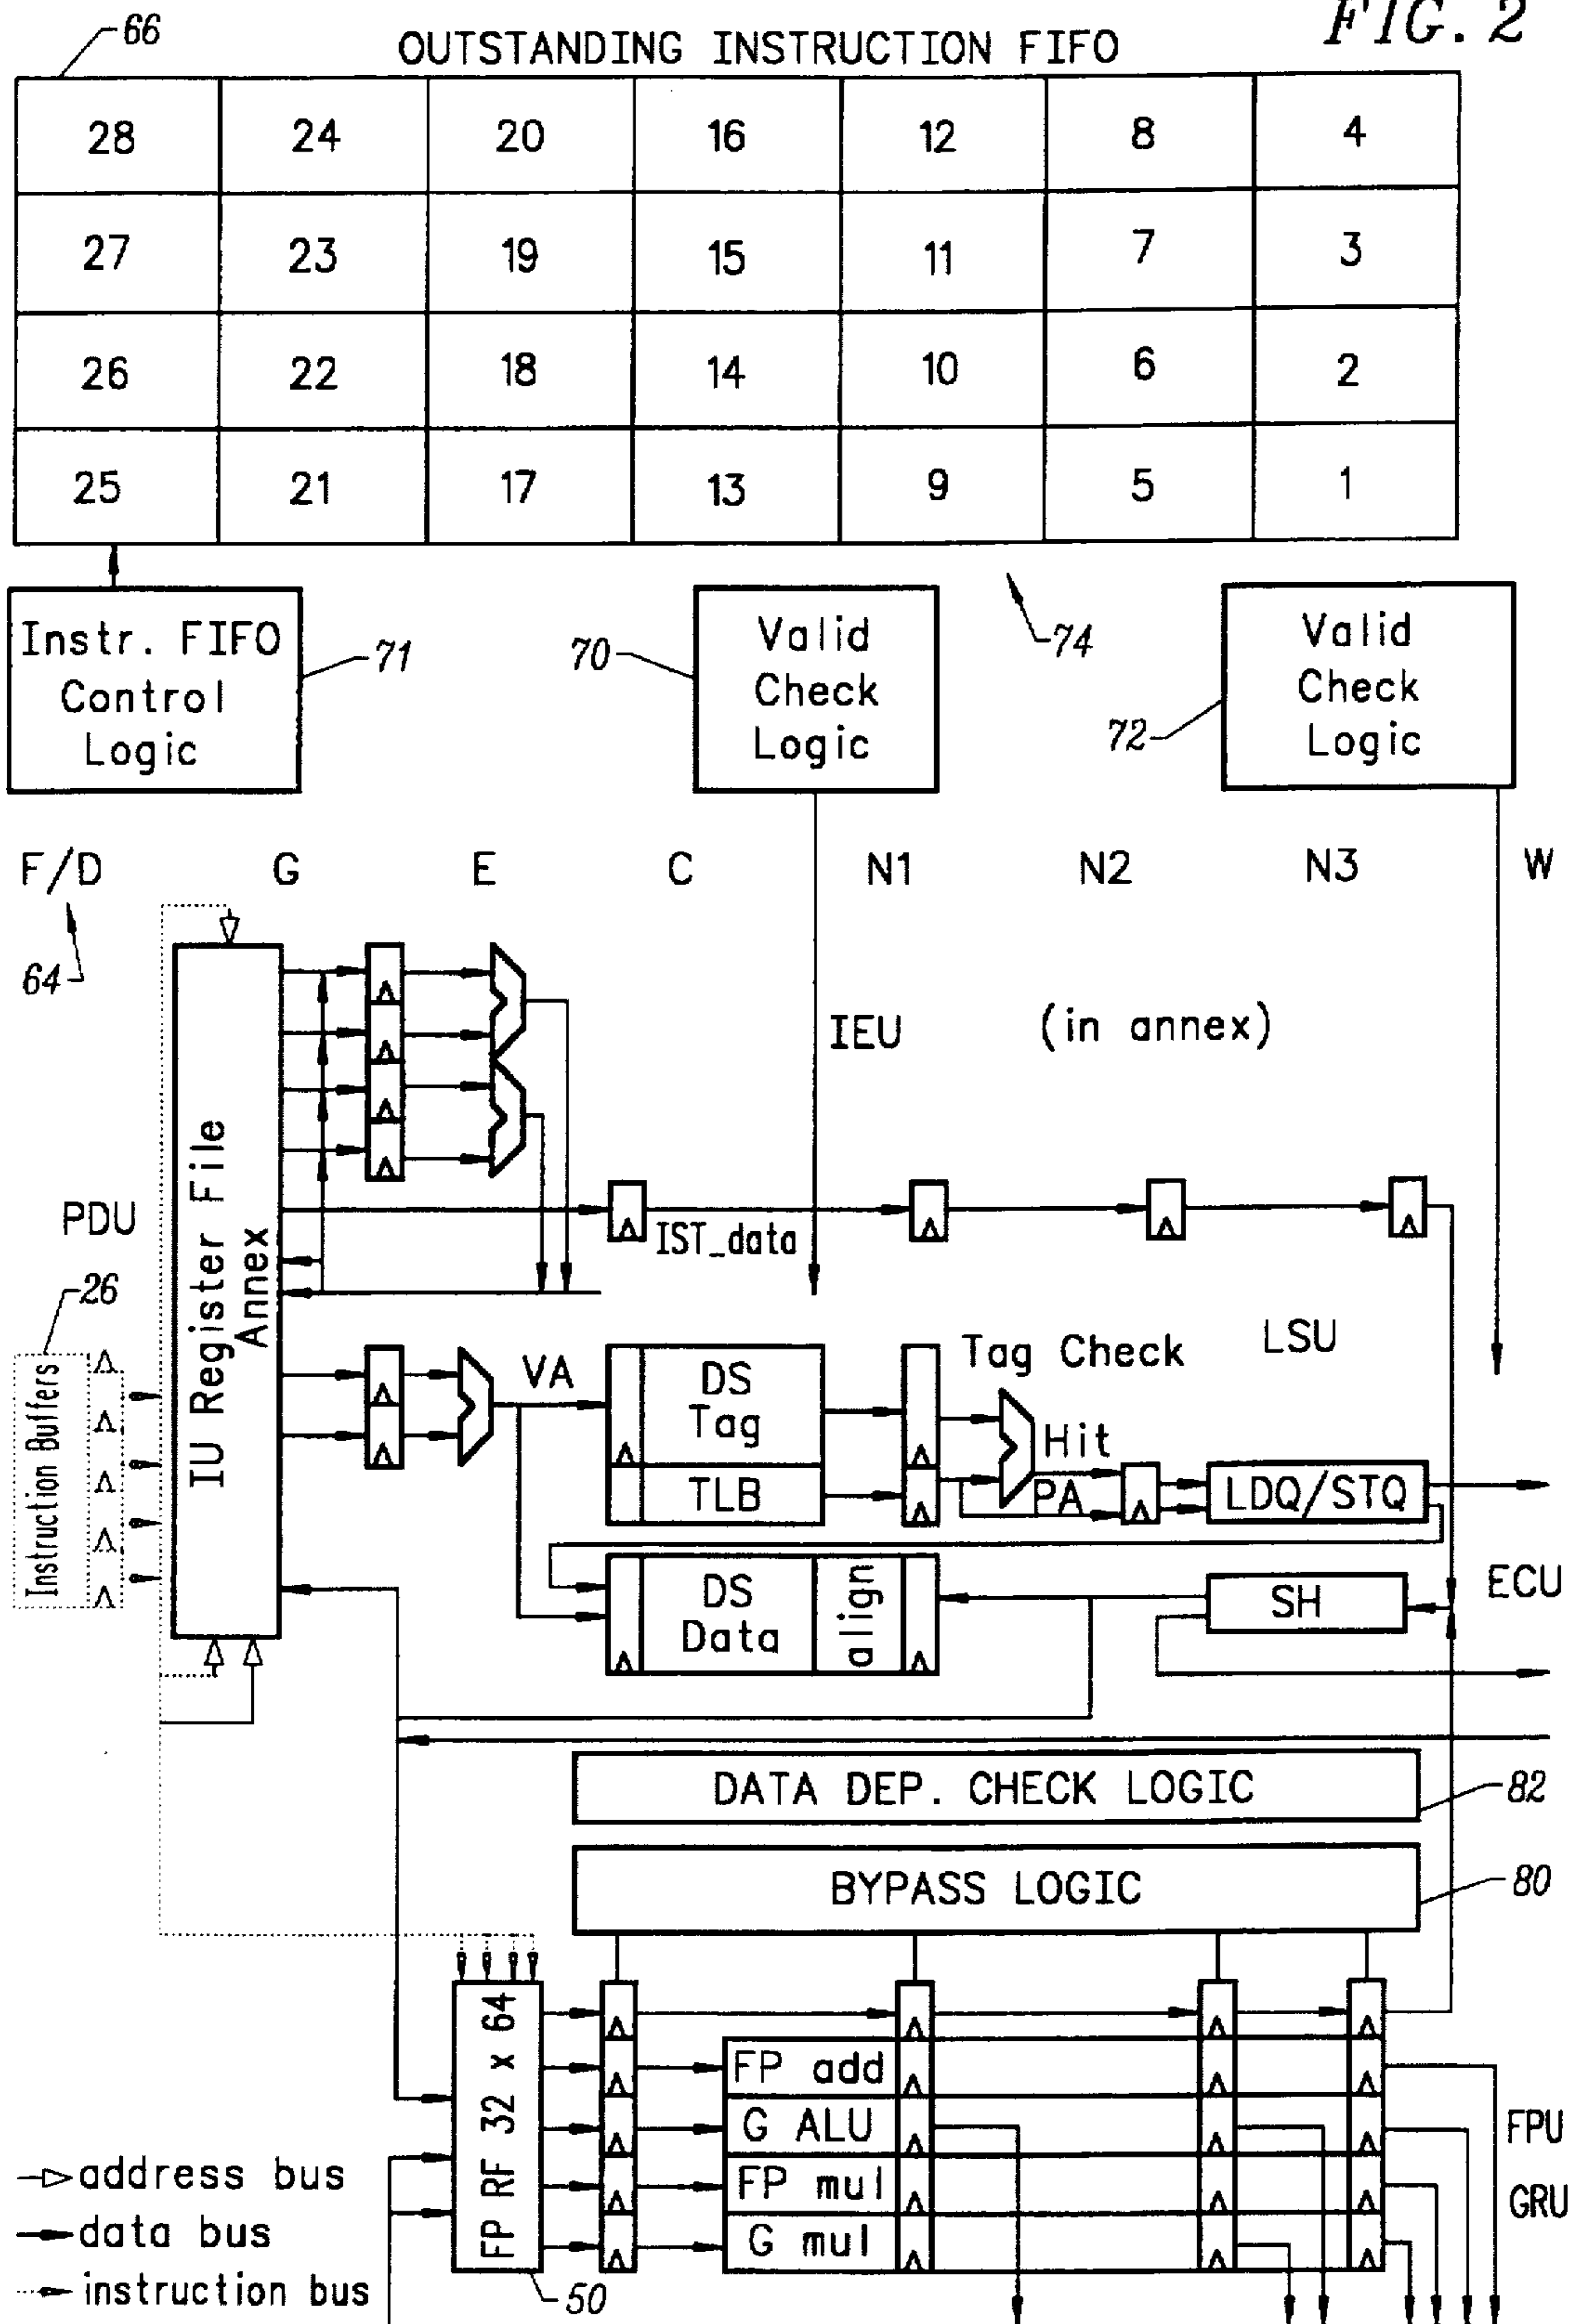 FIG. 2
66
OUTSTANDING INSTRUCTION FIFO
28 24 20 16 12 8 4
27 23 19 15 11 7 3
26 22 18 14 10 6 2
25 21 17 13 9 5 1
Instr. FIFO
Control
Logic
71
70
Valid
Check
Logic
74
72
Valid
Check
Logic
F/D G E C N1 N2 N3 W
64
IEU (in annex)
PDU
IU Register File
Annex
IST_data
26
Instruction Buffers
VA
DS
Tag
TLB
Tag Check
LSU
Hit
PA
LDQ/STQ
DS
Data
align
SH
ECU
DATA DEP. CHECK LOGIC
82
BYPASS LOGIC
80
FP RF 32 x 64
FP add
G ALU
FP mul
G mul
FPU
GRU
address bus
data bus
instruction bus
50